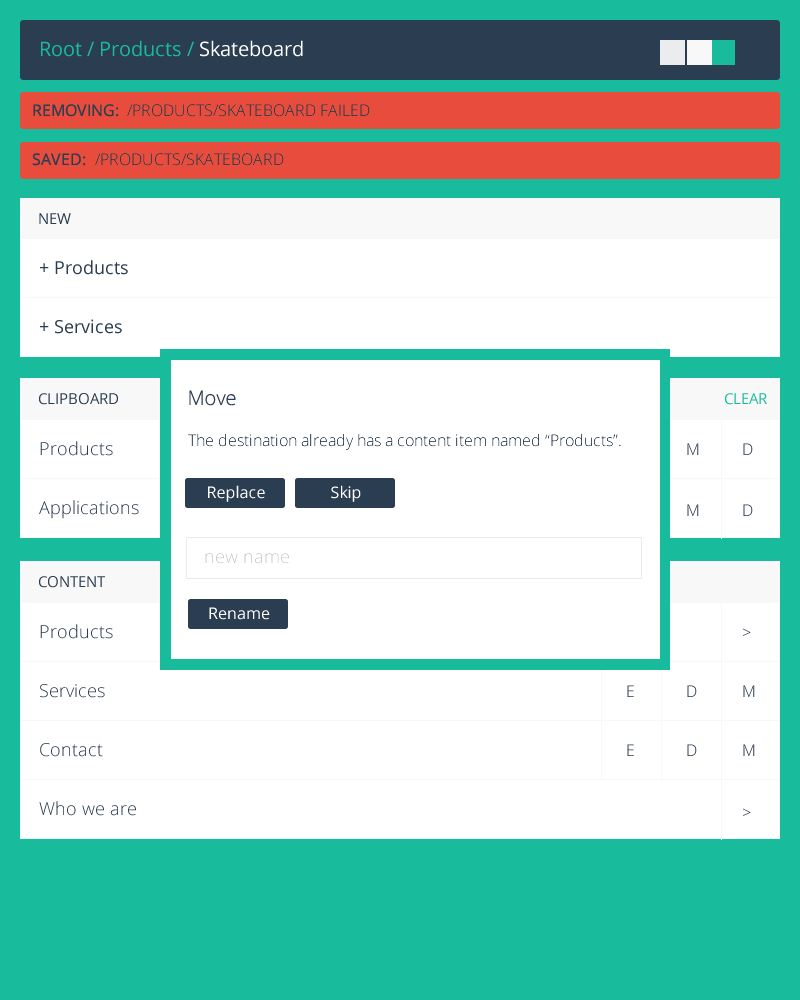 Root / Products / Skateboard
REMOVING: /PRODUCTS/SKATEBOARD FAILED
SAVED: /PRODUCTS/SKATEBOARD
NEW
+ Products
+ Services
CLIPBOARD
CLEAR
Products
M
D
Applications
M
D
Move
The destination already has a content item named “Products”.
Replace
Skip
new name
Rename
CONTENT
Products
>
Services
E
D
M
Contact
E
D
M
Who we are
>